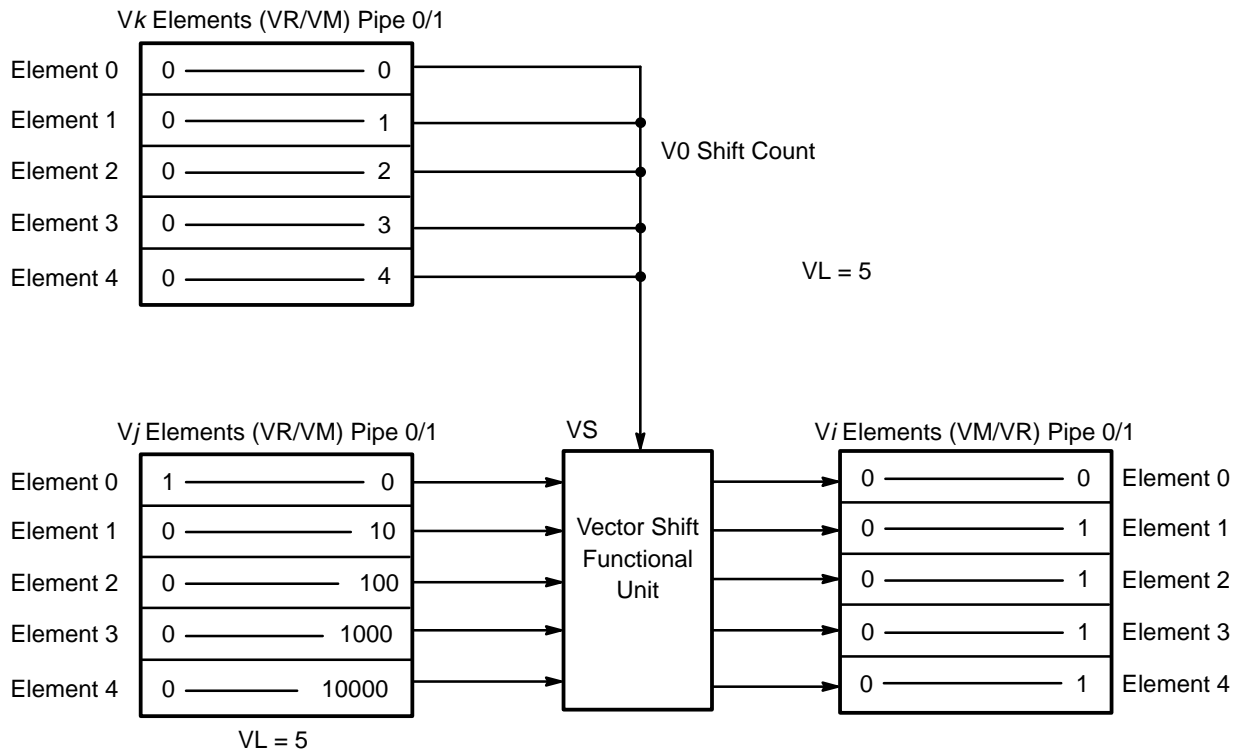 Vk Elements (VR/VM) Pipe 0/1
Element 0 0 0
Element 1 0 1
V0 Shift Count
Element 2 0 2
Element 3 0 3
Element 4 0 4
VL = 5
Vj Elements (VR/VM) Pipe 0/1
Element 0 1 0
Element 1 0 10
Element 2 0 100
Element 3 0 1000
Element 4 0 10000
VL = 5
VS
Vector Shift
Functional
Unit
Vi Elements (VM/VR) Pipe 0/1
0 0 Element 0
0 1 Element 1
0 1 Element 2
0 1 Element 3
0 1 Element 4